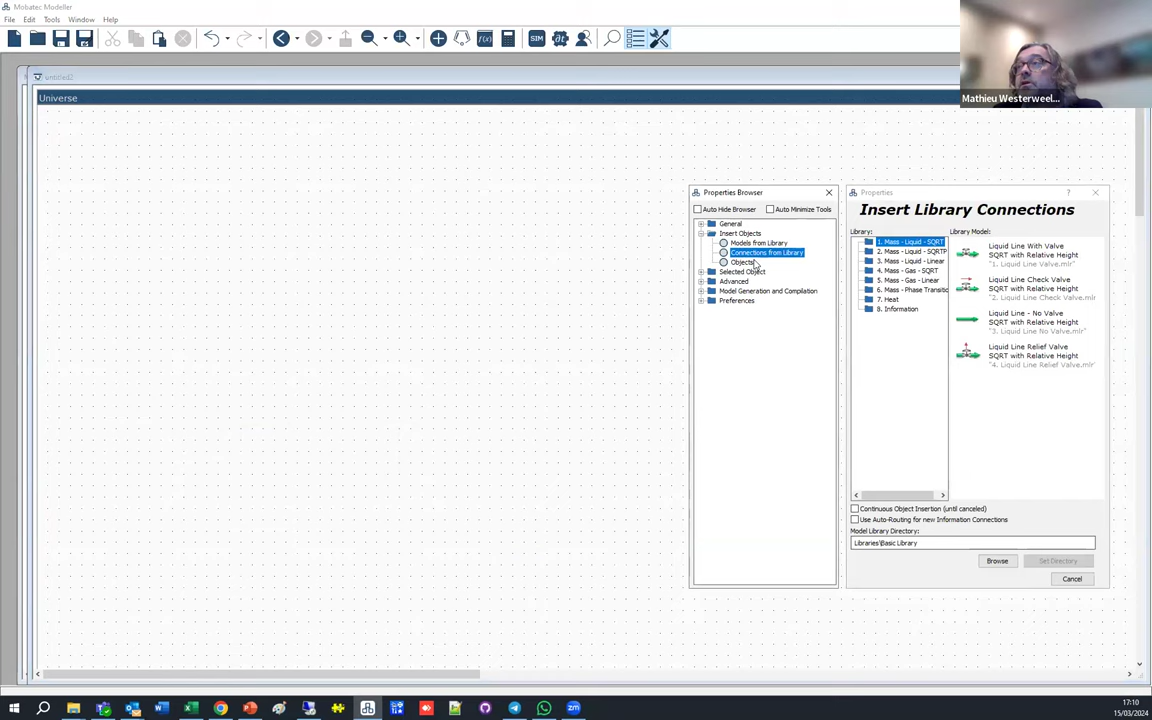 Mobatec Modeller
File Edit Tools Window Help
SIM
untitled2
Universe
Mathieu Westerweel...
Properties Browser
Auto Hide Browser
Auto Minimize Tools
General
Insert Objects
Models from Library
Connections from Library
Objects
Selected Object
Advanced
Model Generation and Compilation
Preferences
Properties
?
Insert Library Connections
Library:
Library Model:
1. Mass - Liquid - SQRT
2. Mass - Liquid - SQRTP
3. Mass - Liquid - Linear
4. Mass - Gas - SQRT
5. Mass - Gas - Linear
6. Mass - Phase Transitic
7. Heat
8. Information
Liquid Line With Valve
SQRT with Relative Height
"1. Liquid Line Valve.mlr"
Liquid Line Check Valve
SQRT with Relative Height
"2. Liquid Line Check Valve.mlr
Liquid Line - No Valve
SQRT with Relative Height
"3. Liquid Line No Valve.mlr"
Liquid Line Relief Valve
SQRT with Relative Height
"4. Liquid Line Relief Valve.mlr"
Continuous Object Insertion (until canceled)
Use Auto-Routing for new Information Connections
Model Library Directory:
Libraries\Basic Library
Browse
Set Directory
Cancel
17:10
15/03/2024